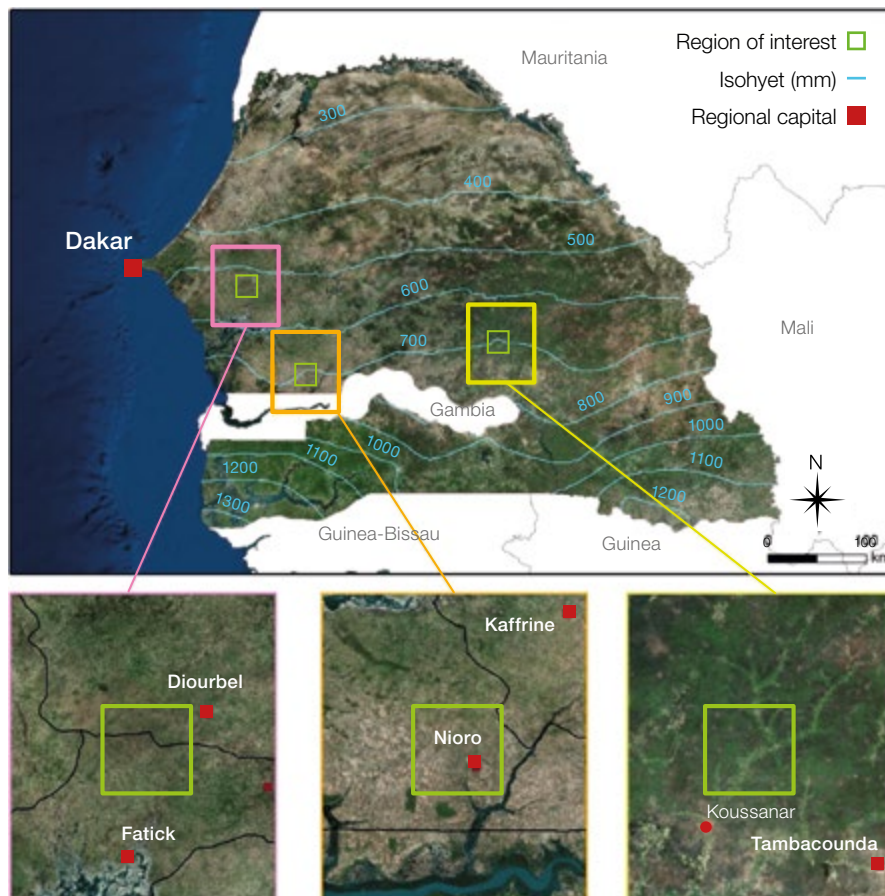 Region of interest
Isohyet (mm)
Regional capital
Mauritania
300
400
Dakar
500
600
700
Mali
Gambia
800
900
1000
1000
1100
1100
1200
1200
1300
N
Guinea-Bissau
Guinea
0 100
km
Kaffrine
Diourbel
Nioro
Koussanar
Fatick
Tambacounda